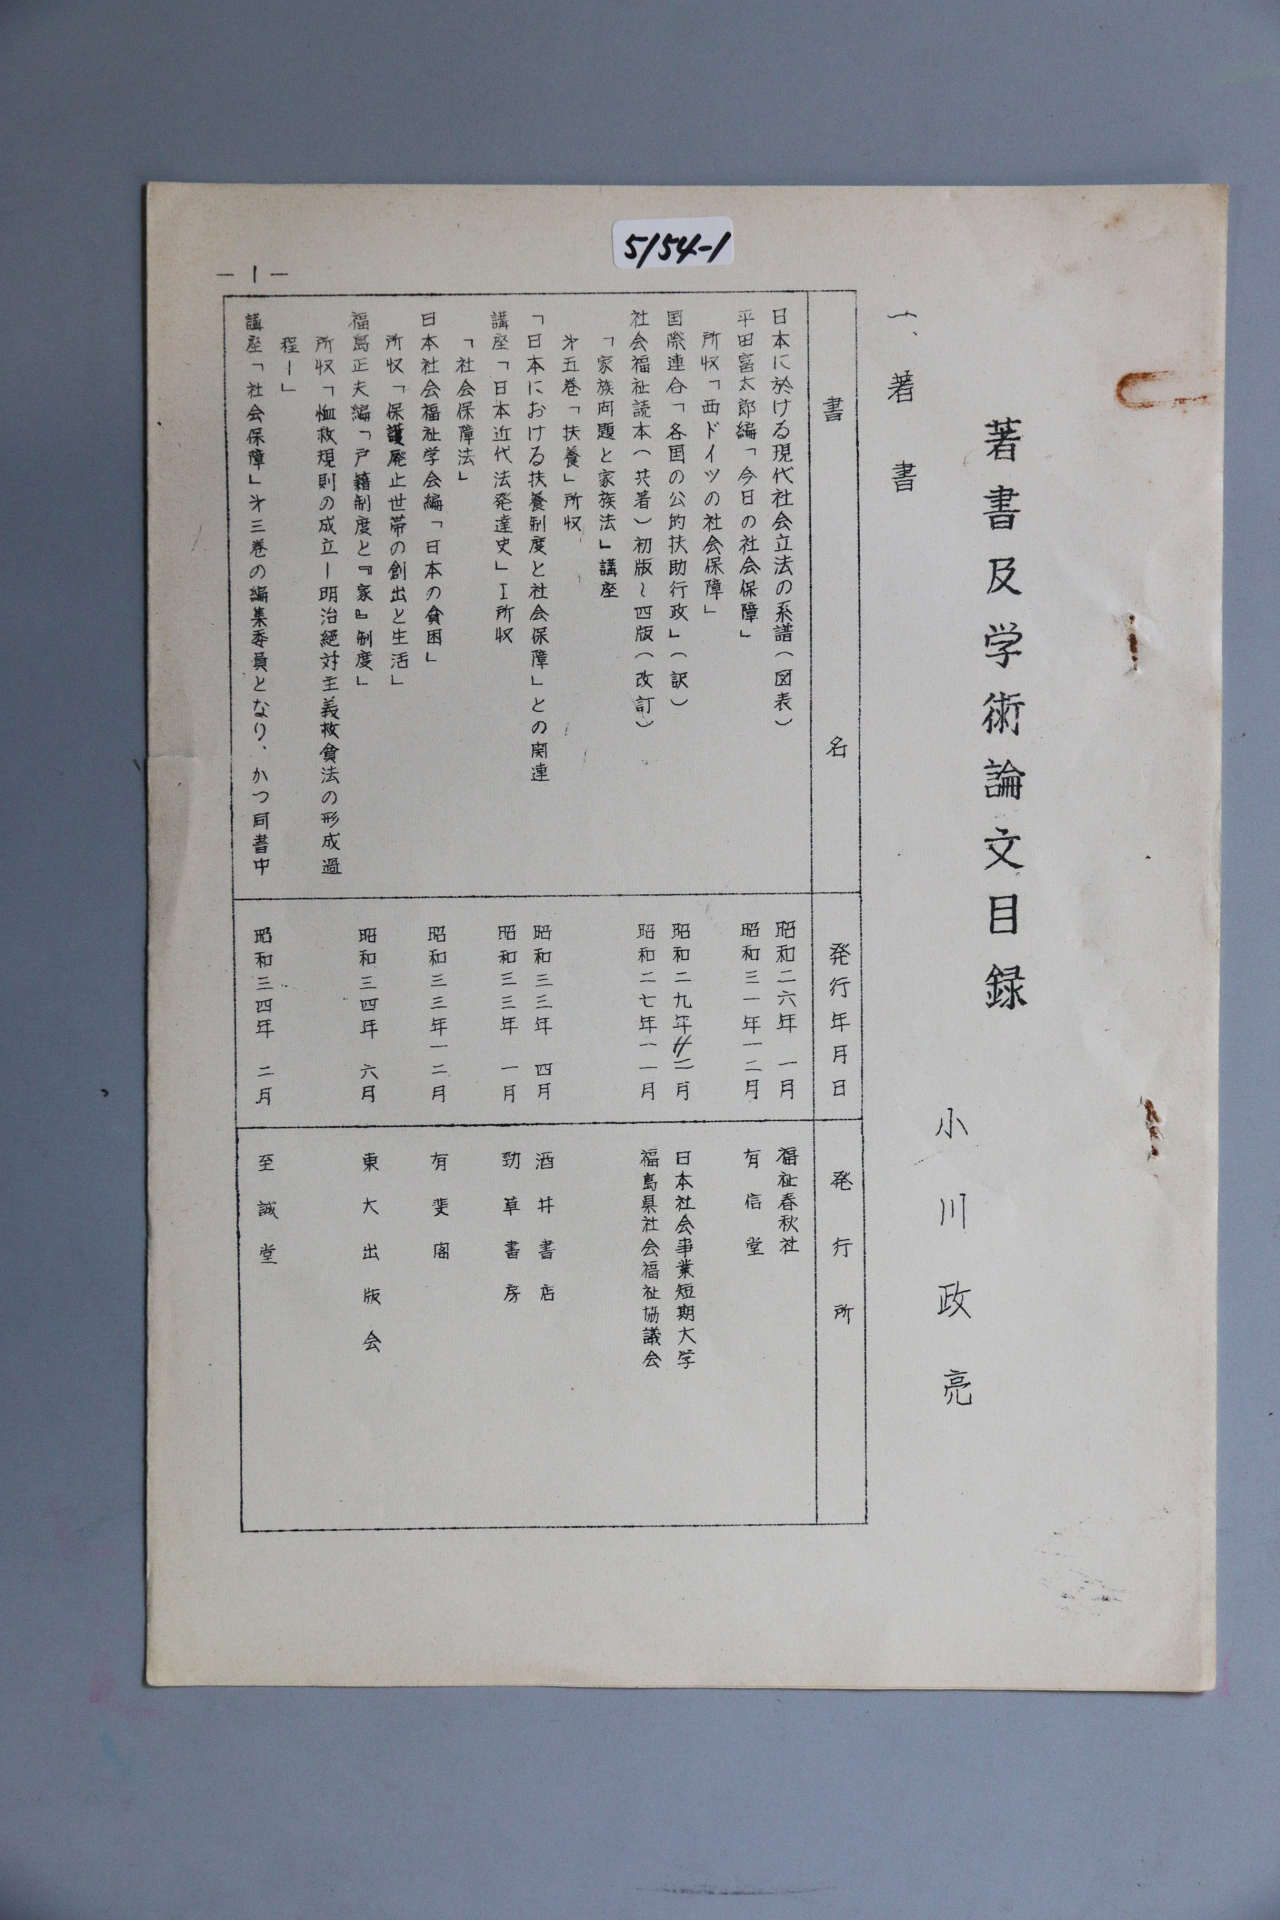 5154-1
著書及学術論文目録
小川政亮
一、著書
書名
発行年月日
発行所
日本に於ける現代社会立法の系譜(図表)
昭和二六年 一月
福祉春秋社
平田富太郎編「今日の社会保障」
昭和三一年一二月
有信堂
所収「西ドイツの社会保障」
国際連合「各国の公的扶助行政」(訳)
昭和二九年 月
日本社会事業短期大学
社会福祉読本(共著)初版~四版(改訂)
昭和二七年一一月
福島県社会福祉協議会
「家族問題と家族法」講座
才五巻「扶養」所収
「日本における扶養制度と社会保障」との関連
昭和三三年 四月
酒井書店
講座「日本近代法発達史」Ⅰ所収
昭和三三年 一月
勁草書房
「社会保障法」
日本社会福祉学会編「日本の貧困」
昭和三三年一二月
有斐閣
所収「保護廃止世帯の創出と生活」
福島正夫編「戸籍制度と『家』制度」
昭和三四年 六月
東大出版会
所収「恤救規則の成立ー明治絶対主義救貧法の形成過
程ー」
講座「社会保障」才三巻の編集委員となり、かつ同書中
昭和三四年 二月
至誠堂
-1-